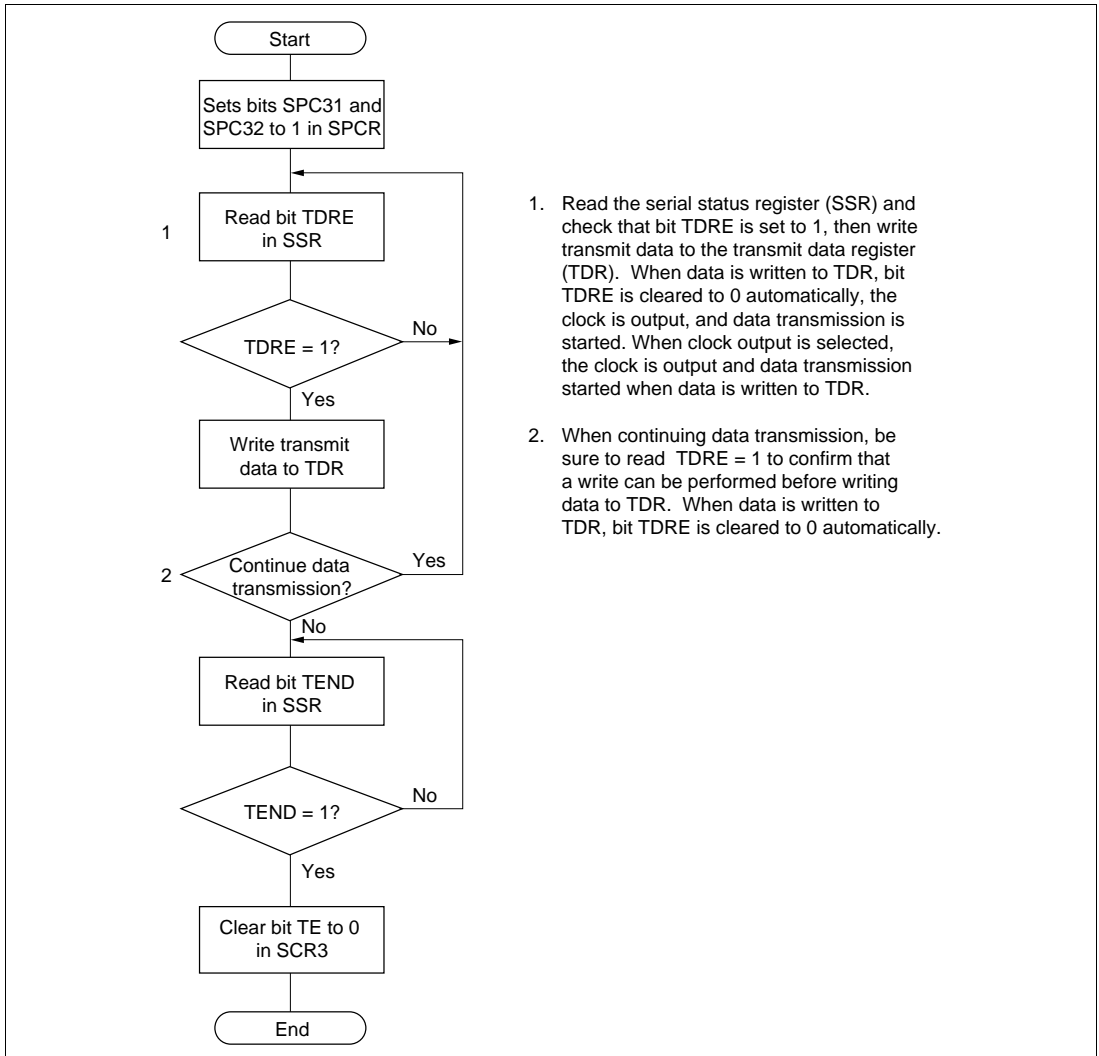 Start
Sets bits SPC31 and
SPC32 to 1 in SPCR
1
Read bit TDRE
in SSR
TDRE = 1?
No
Yes
Write transmit
data to TDR
2
Continue data
transmission?
Yes
No
Read bit TEND
in SSR
TEND = 1?
No
Yes
Clear bit TE to 0
in SCR3
End
1. Read the serial status register (SSR) and
check that bit TDRE is set to 1, then write
transmit data to the transmit data register
(TDR). When data is written to TDR, bit
TDRE is cleared to 0 automatically, the
clock is output, and data transmission is
started. When clock output is selected,
the clock is output and data transmission
started when data is written to TDR.
2. When continuing data transmission, be
sure to read TDRE = 1 to confirm that
a write can be performed before writing
data to TDR. When data is written to
TDR, bit TDRE is cleared to 0 automatically.